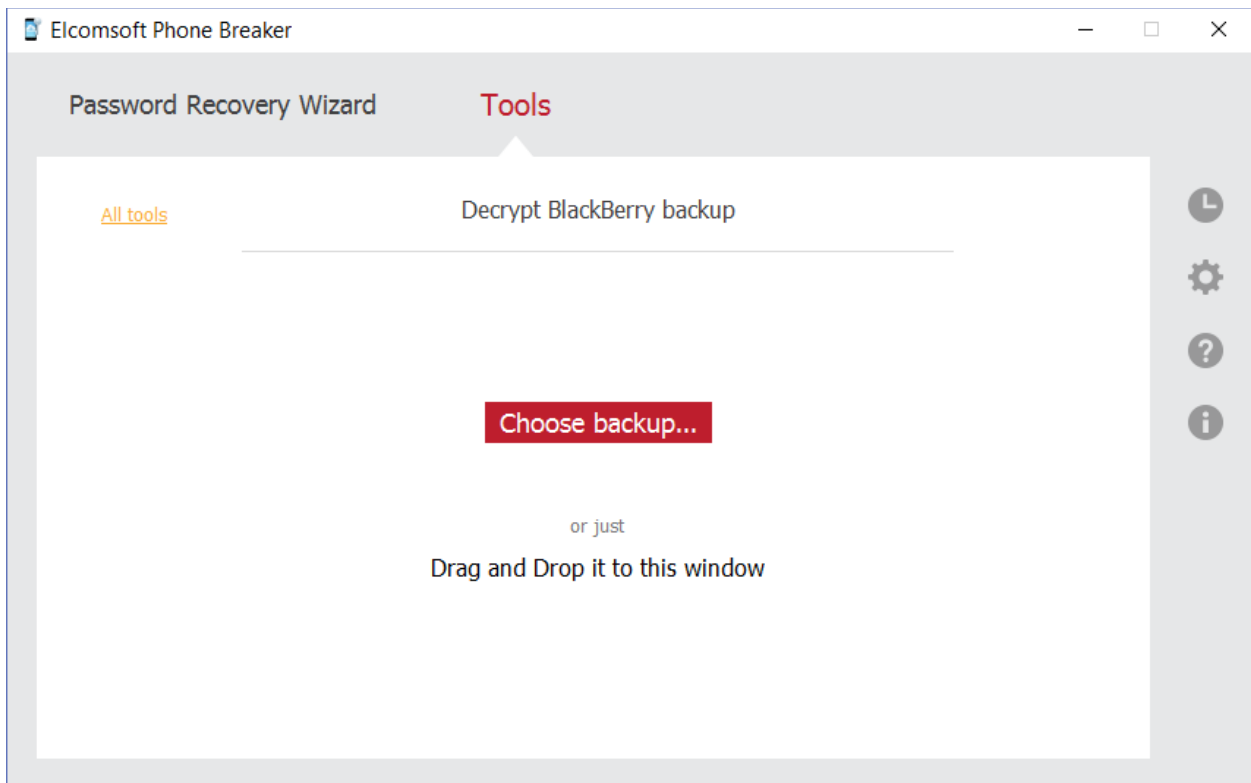 Elcomsoft Phone Breaker
Password Recovery Wizard
Tools
All tools
Decrypt BlackBerry backup
Choose backup...
or just
Drag and Drop it to this window